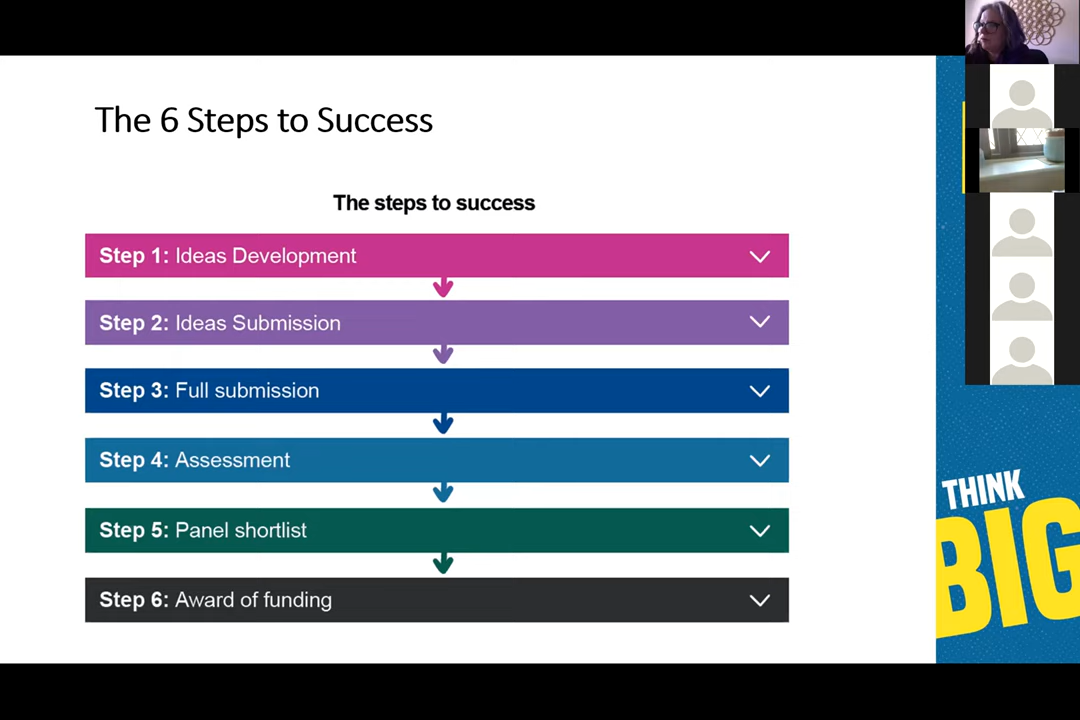 The 6 Steps to Success
The steps to success
Step 1: Ideas Development
Step 2: Ideas Submission
Step 3: Full submission
Step 4: Assessment
Step 5: Panel shortlist
Step 6: Award of funding
THINK
BIG